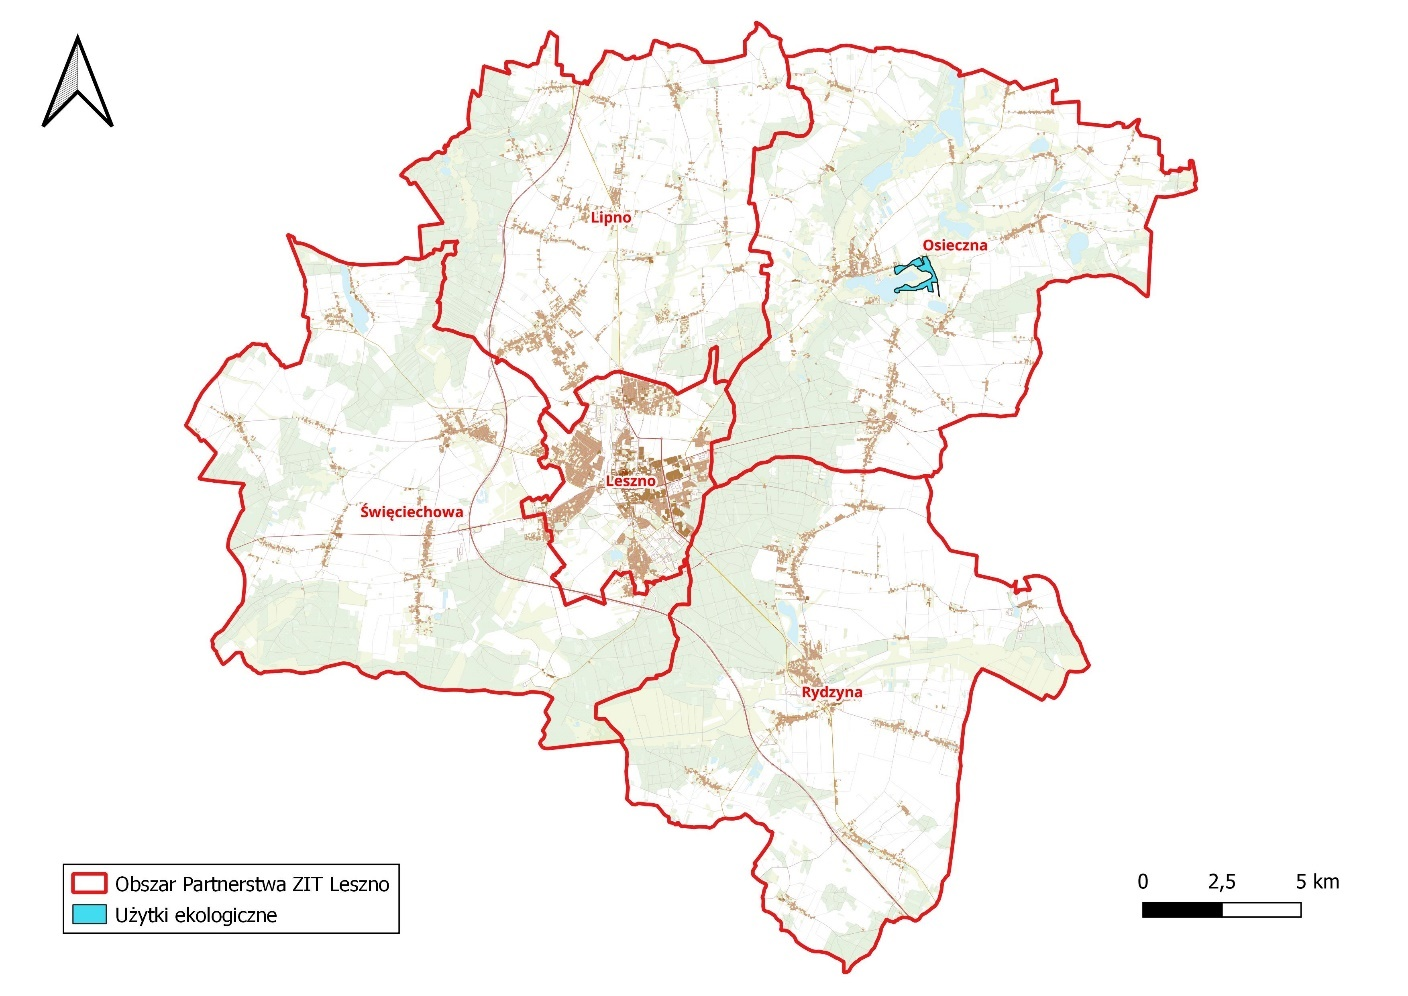 Lipno
Osieczna
Leszno
Święciechowa
Rydzyna
Obszar Partnerstwa ZIT Leszno
Użytki ekologiczne
0 2,5 5 km